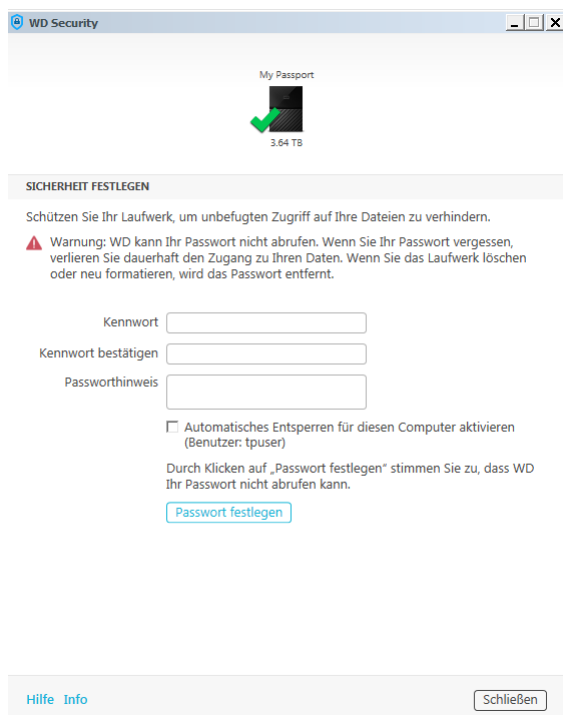 WD Security
My Passport
3.64 TB
SICHERHEIT FESTLEGEN
Schützen Sie Ihr Laufwerk, um unbefugten Zugriff auf Ihre Dateien zu verhindern.
Warnung: WD kann Ihr Passwort nicht abrufen. Wenn Sie Ihr Passwort vergessen,
verlieren Sie dauerhaft den Zugang zu Ihren Daten. Wenn Sie das Laufwerk löschen
oder neu formatieren, wird das Passwort entfernt.
Kennwort
Kennwort bestätigen
Passworthinweis
Automatisches Entsperren für diesen Computer aktivieren
(Benutzer: tpuser)
Durch Klicken auf „Passwort festlegen“ stimmen Sie zu, dass WD
Ihr Passwort nicht abrufen kann.
Passwort festlegen
Hilfe Info
Schließen